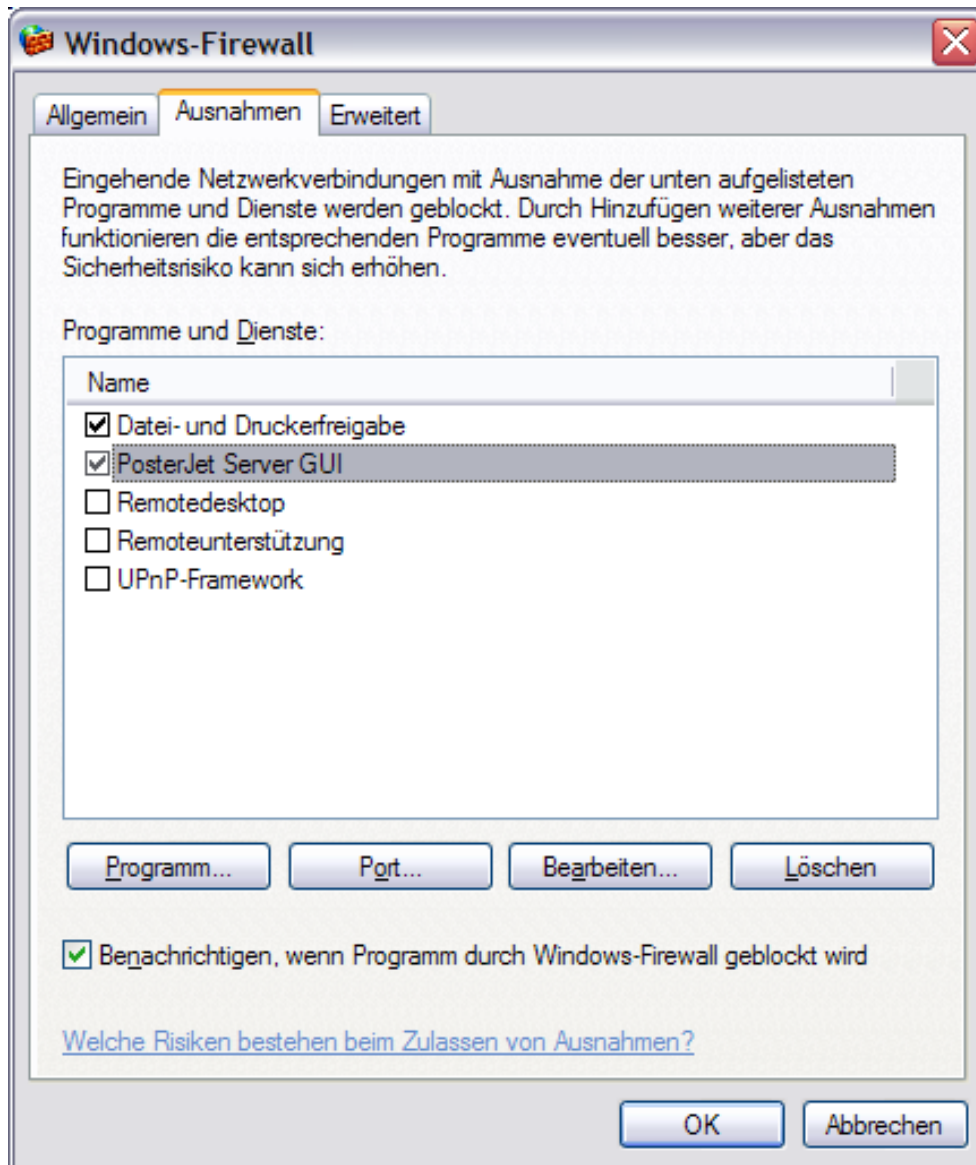 Windows-Firewall
Allgemein
Ausnahmen
Erweitert
Eingehende Netzwerkverbindungen mit Ausnahme der unten aufgelisteten
Programme und Dienste werden geblockt. Durch Hinzufügen weiterer Ausnahmen
funktionieren die entsprechenden Programme eventuell besser, aber das
Sicherheitsrisiko kann sich erhöhen.
Programme und Dienste:
Name
Datei- und Druckerfreigabe
PosterJet Server GUI
Remotedesktop
Remoteunterstützung
UPnP-Framework
Programm...
Port...
Bearbeiten...
Löschen
Benachrichtigen, wenn Programm durch Windows-Firewall geblockt wird
Welche Risiken bestehen beim Zulassen von Ausnahmen?
OK
Abbrechen